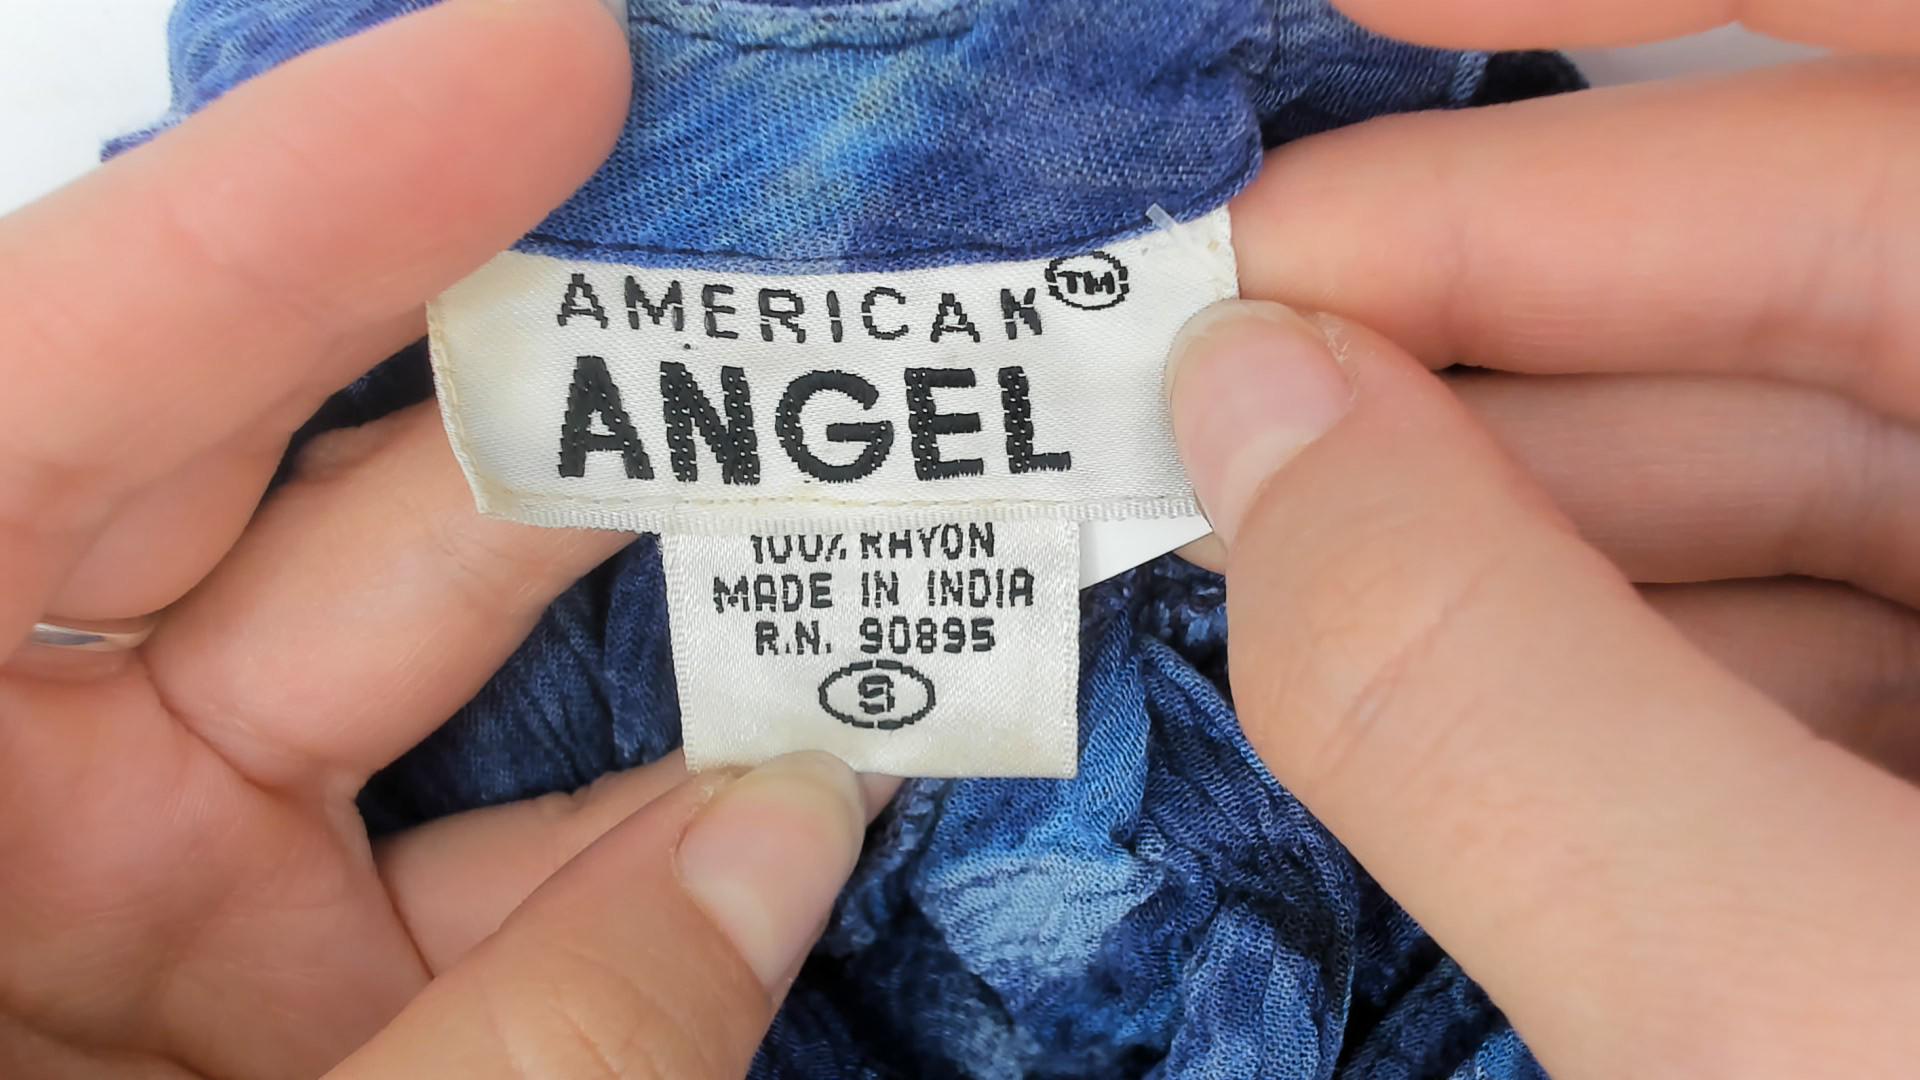 AMERICAN™
ANGEL
100% RAYON
MADE IN INDIA
R.N. 90895
S